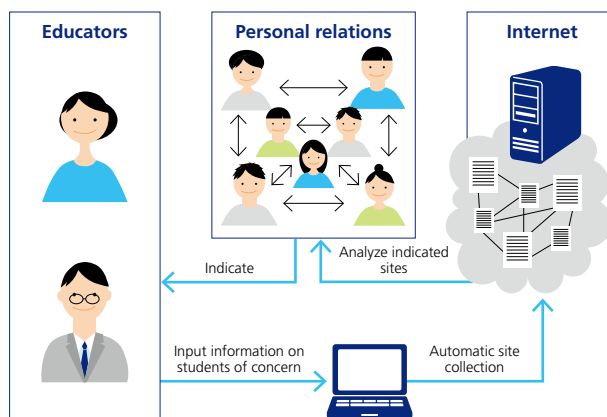 Educators
Personal relations
Internet
Indicate
Analyze indicated
sites
Input information on
students of concern
Automatic site
collection